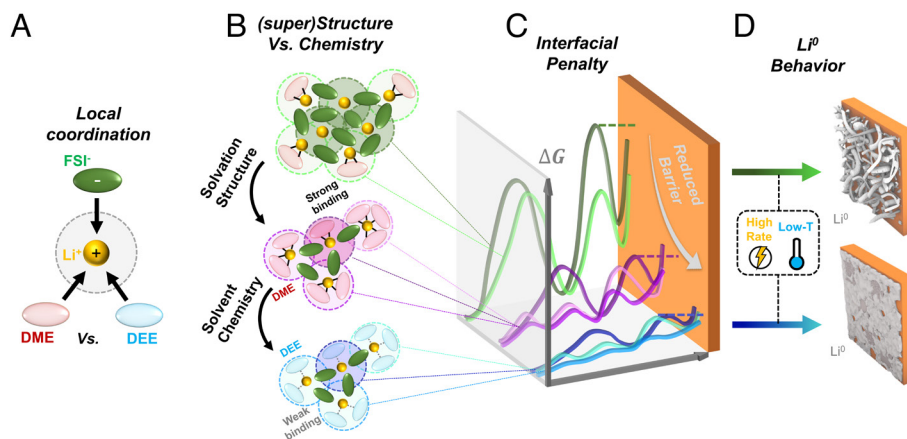 A
Local
coordination
FSI-
-
Li+
+
DME
Vs.
DEE
B
(super)Structure
Vs. Chemistry
Solvation
Structure
Strong
binding
DME
Solvent
Chemistry
DEE
Weak
binding
C
Interfacial
Penalty
ΔG
Reduced
Barrier
D
Li⁰
Behavior
Li⁰
High
Rate
Low-T
Li⁰